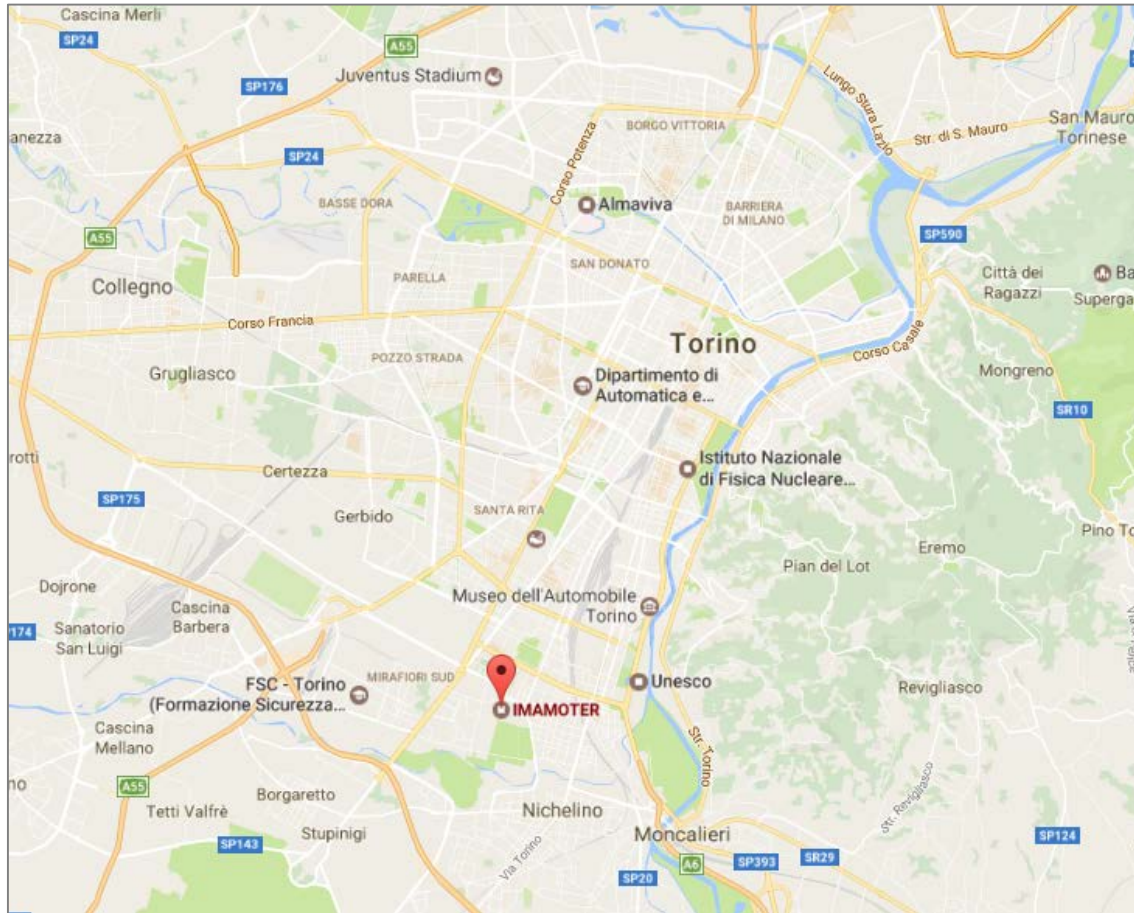 Cascina Merli
SP24
A55
Juventus Stadium
SP176
Lungo Stura Lazio
Corso Potenza
BORGO VITTORIA
San Mauro
Torinese
Str. di S. Mauro
anezza
SP24
BASSE DORA
Almaviva
BARRIERA
DI MILANO
A55
SP590
SAN DONATO
PARELLA
Collegno
Città dei
Ragazzi
Ba
Superga
Corso Francia
Torino
Corso Casale
POZZO STRADA
Grugliasco
Dipartimento di
Automatica e...
Mongreno
SR10
rotti
Certezza
Istituto Nazionale
di Fisica Nucleare...
SP175
SANTA RITA
Gerbido
Pino To
Eremo
Pian del Lot
Dojrone
Museo dell'Automobile
Torino
Cascina
Barbera
P174
Sanatorio
San Luigi
MIRAFIORI SUD
FSC - Torino
(Formazione Sicurezza...
Unesco
Revigliasco
IMAMOTER
Cascina
Mellano
Str. Torino
no
A55
Borgaretto
Tetti Valfrè
Nichelino
Str. Revigliasco
Stupinigi
Moncalieri
SP143
Via Torino
SP124
A6
SP393
SR29
SP20